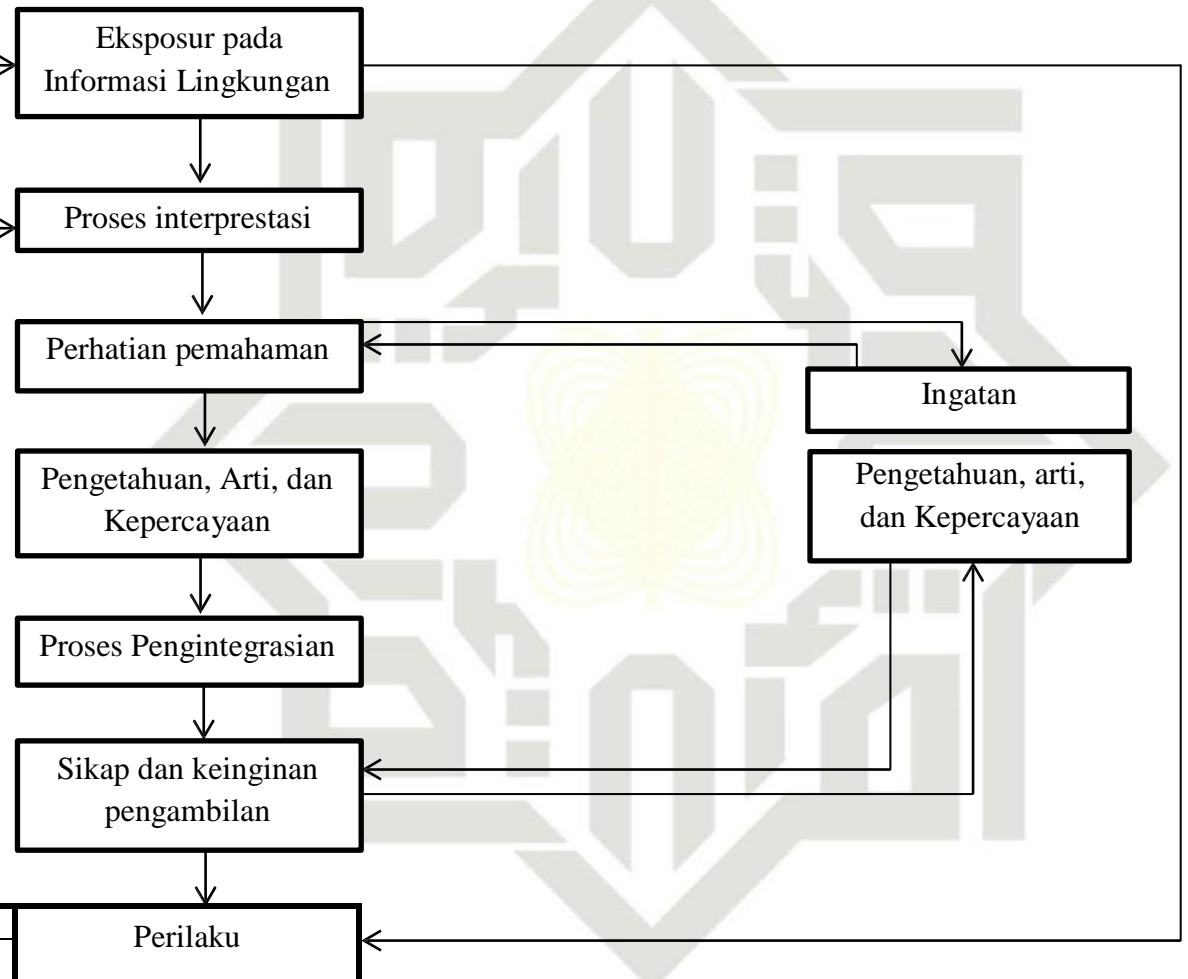 Eksposur pada
Informasi Lingkungan
Proses interprestasi
Perhatian pemahaman
Ingatan
Pengetahuan, Arti, dan
Kepercayaan
Pengetahuan, arti,
dan Kepercayaan
Proses Pengintegrasian
Sikap dan keinginan
pengambilan
Perilaku